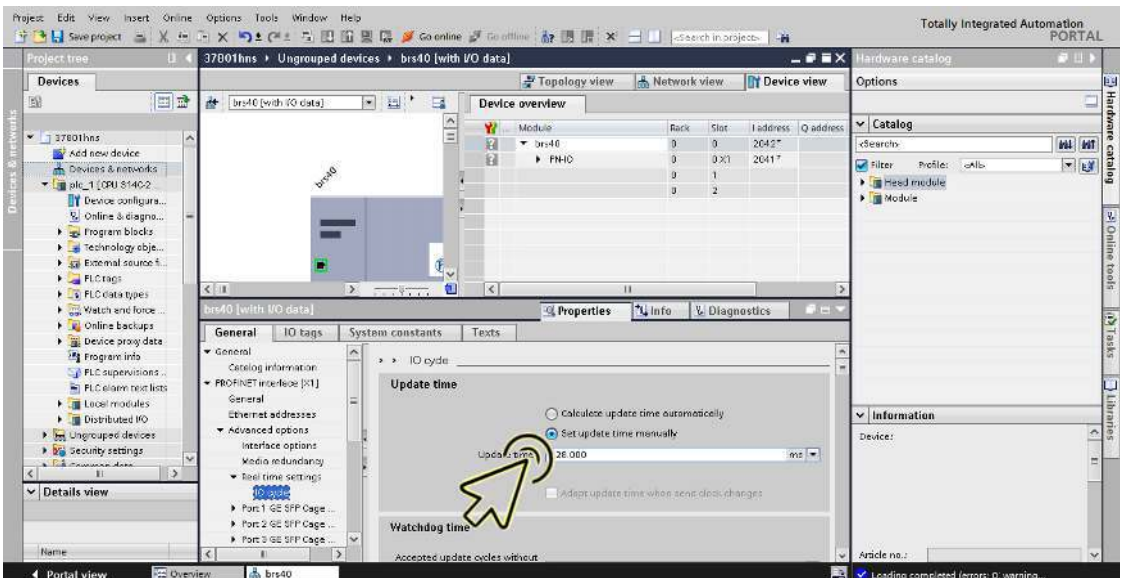 Project Edit View Insert Online Options Tools Window Help
Totally Integrated Automation
PORTAL
Save project
Go online
Go offline
<Search in project>
Project tree
37801hns ▸ Ungrouped devices ▸ brs40 [with I/O data]
Hardware catalog
Devices
Topology view
Network view
Device view
Options
brs40 [with I/O data]
Device overview
Module
Rack
Slot
I address
Q address
brs40
0
0
2042*
PN-IO
0
0 X1
2041*
0
1
0
2
brs40
37801hns
Add new device
Devices & networks
plc_1 [CPU 314C-2 ...
Device configura...
Online & diagno...
Program blocks
Technology obje...
External source f...
PLC tags
PLC data types
Watch and force ...
Online backups
Device proxy data
Program info
PLC supervisions ...
PLC alarm text lists
Local modules
Distributed I/O
Ungrouped devices
Security settings
Common data
Details view
Name
Devices & networks
brs40 [with I/O data]
Properties
Info
Diagnostics
General
IO tags
System constants
Texts
General
Catalog information
PROFINET interface [X1]
General
Ethernet addresses
Advanced options
Interface options
Media redundancy
Real time settings
IO cycle
Port 1 GE SFP Cage ...
Port 2 GE SFP Cage ...
Port 3 GE SFP Cage ...
IO cycle
Update time
Calculate update time automatically
Set update time manually
Update time
ms
Adapt update time when send clock changes
Watchdog time
Accepted update cycles without
Catalog
<Search>
Filter
Profile:
<All>
Head module
Module
Information
Device:
Article no.:
Hardware catalog
Online tools
Tasks
Libraries
Portal view
Overview
brs40
Loading completed (errors: 0; warning...